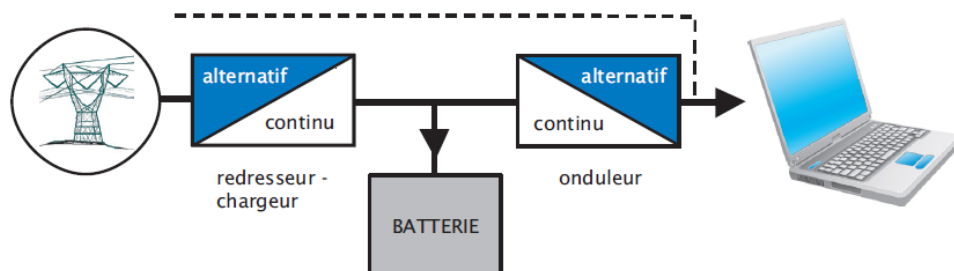 alternatif
continu
redresseur -
chargeur
BATTERIE
alternatif
continu
onduleur